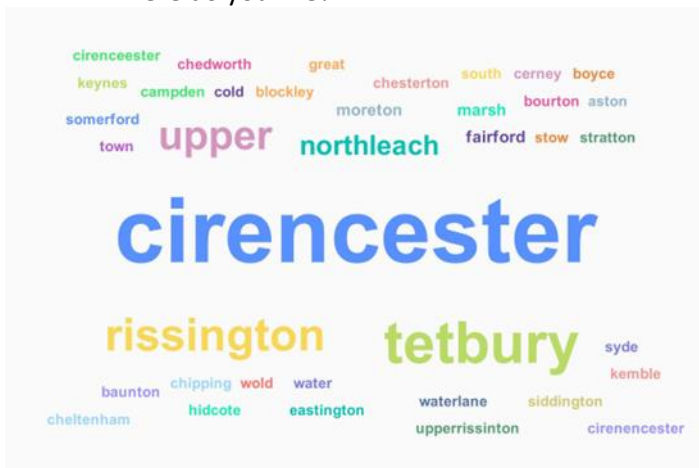 cirenceester chedworth great
keynes campden cold blockley chesterton south cerney boyce
somerford moreton marsh bourton aston
town upper northleach fairford stow stratton
cirencester
rissington tetbury syde
kemble
baunton chipping wold water waterlane siddington
cheltenham hidcote eastington upperrissinton cirenencester